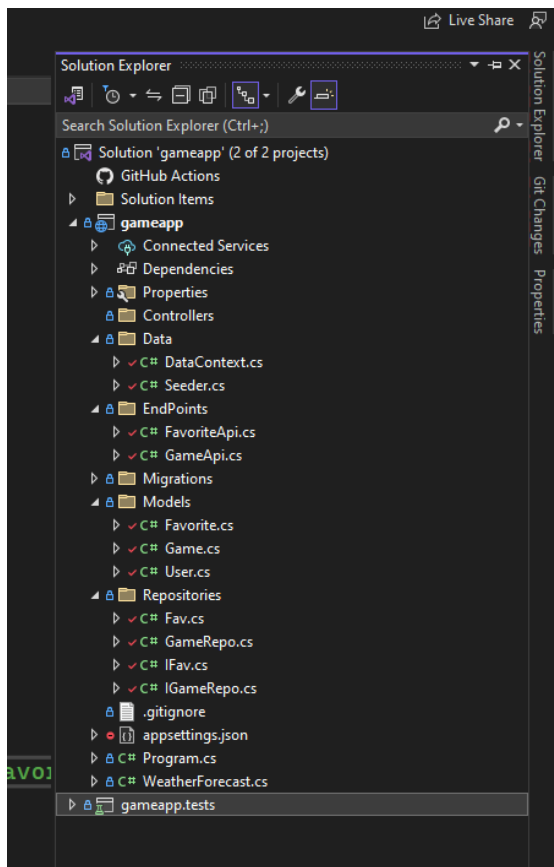 Live Share
Solution Explorer
Search Solution Explorer (Ctrl+;)
Solution 'gameapp' (2 of 2 projects)
GitHub Actions
Solution Items
gameapp
Connected Services
Dependencies
Properties
Controllers
Data
C# DataContext.cs
C# Seeder.cs
EndPoints
C# FavoriteApi.cs
C# GameApi.cs
Migrations
Models
C# Favorite.cs
C# Game.cs
C# User.cs
Repositories
C# Fav.cs
C# GameRepo.cs
C# IFav.cs
C# IGameRepo.cs
.gitignore
appsettings.json
C# Program.cs
C# WeatherForecast.cs
gameapp.tests
Solution Explorer
Git Changes
Properties